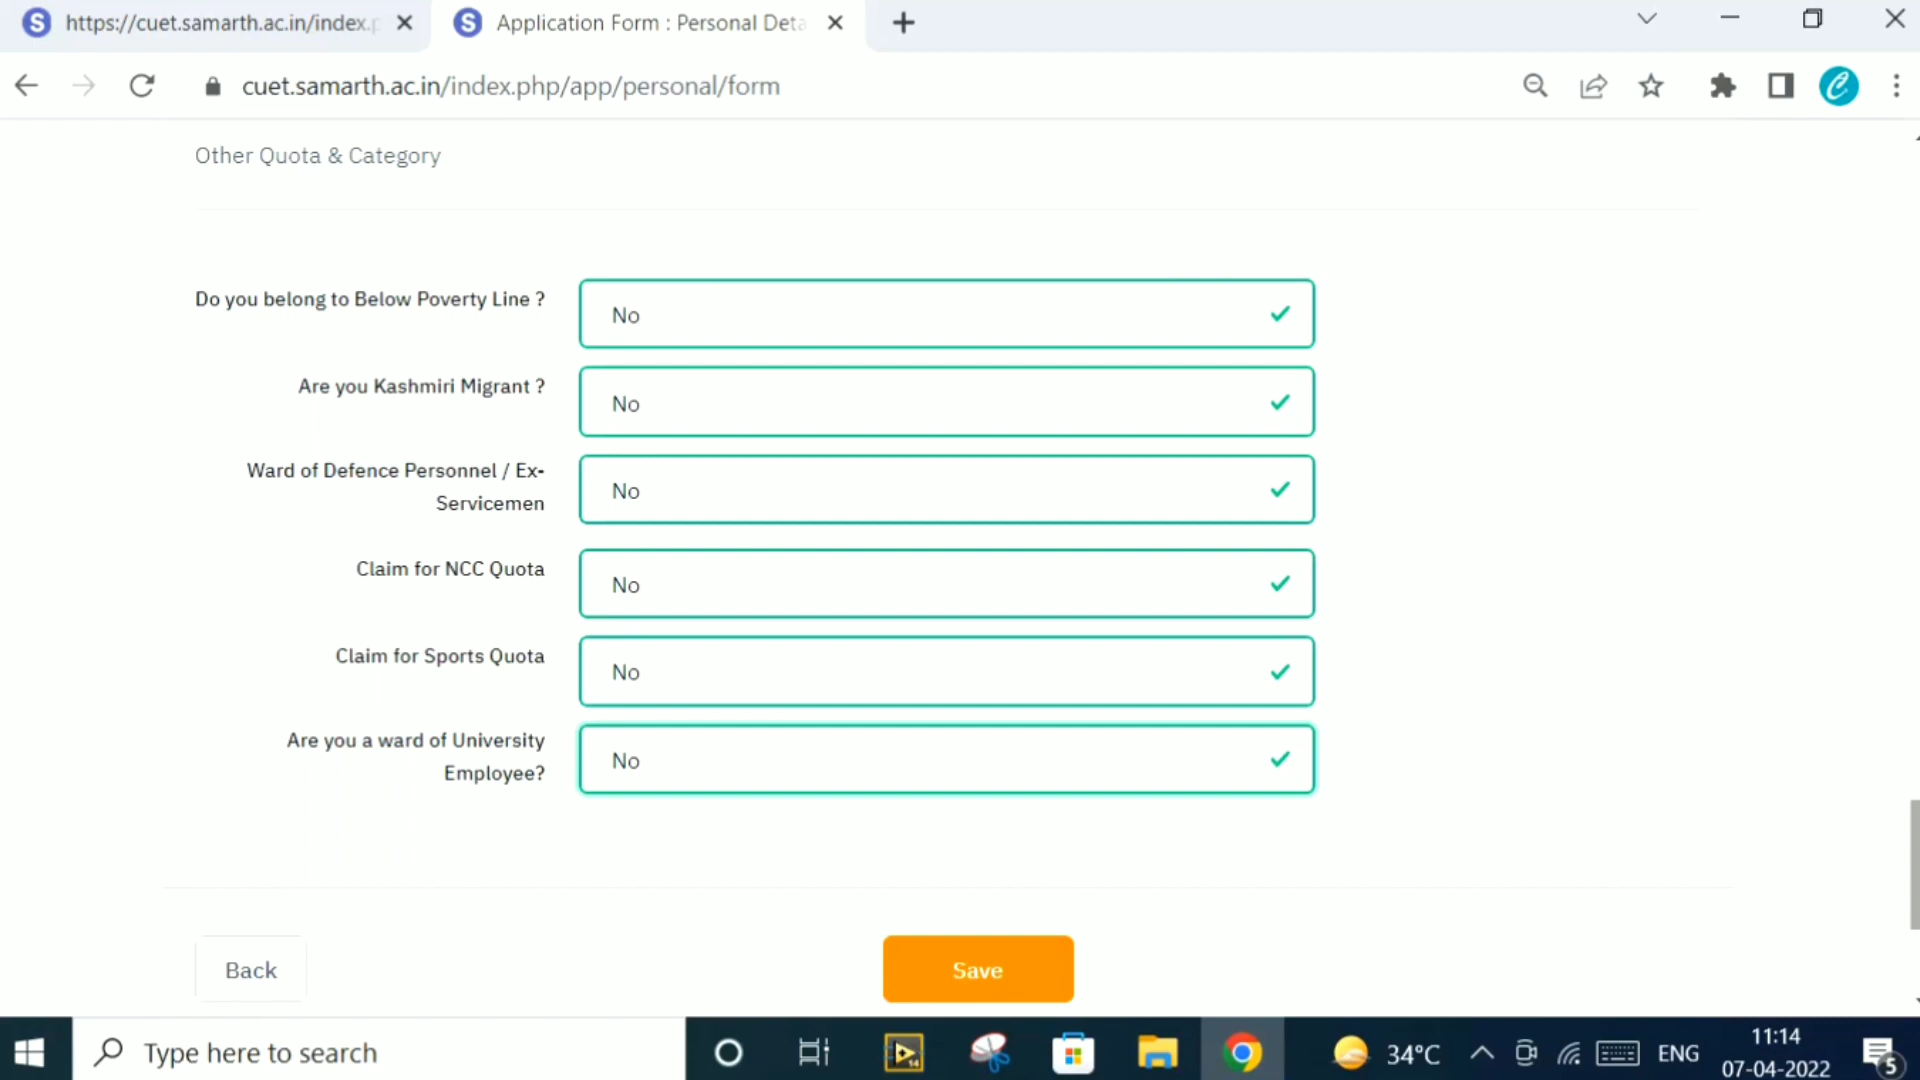 https://cuet.samarth.ac.in/index.p
Application Form : Personal Deta
cuet.samarth.ac.in/index.php/app/personal/form
Other Quota & Category
Do you belong to Below Poverty Line ?
No
Are you Kashmiri Migrant ?
No
Ward of Defence Personnel / Ex-
Servicemen
No
Claim for NCC Quota
No
Claim for Sports Quota
No
Are you a ward of University
Employee?
No
Back
Save
Type here to search
34°C
ENG
11:14
07-04-2022
5